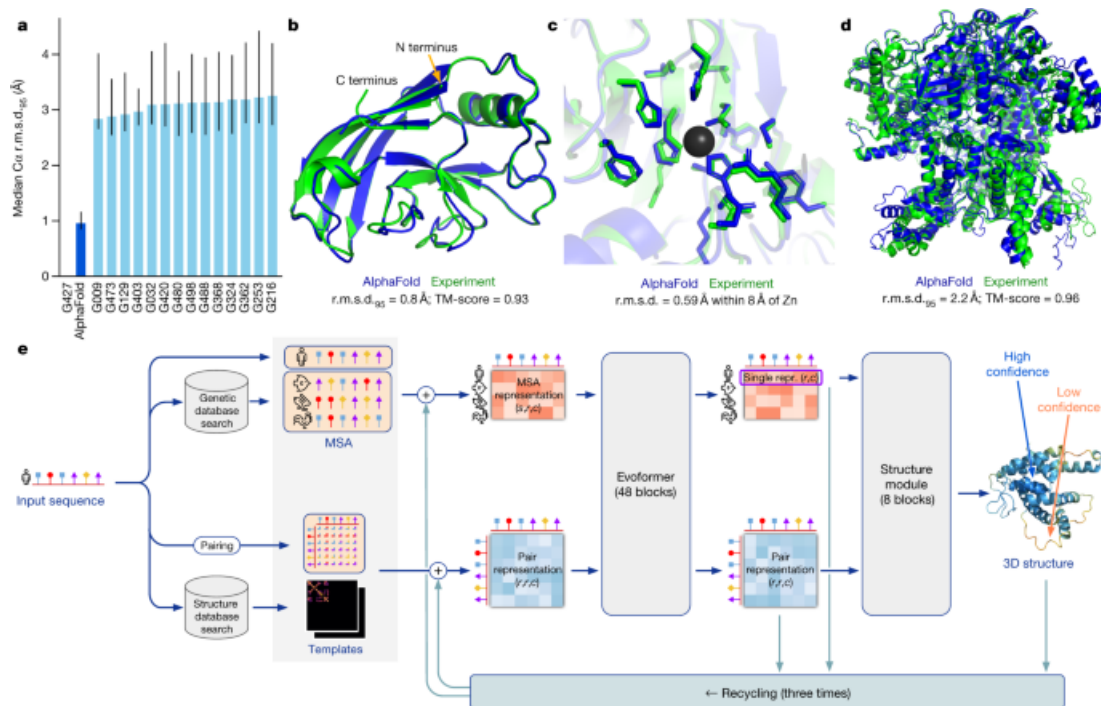 a
Median Cα r.m.s.d.95 (Å)
4
3
2
1
0
G427
AlphaFold
G009
G473
G129
G403
G032
G420
G480
G498
G488
G368
G324
G362
G253
G216
b
N terminus
C terminus
AlphaFold Experiment
r.m.s.d.95 = 0.8 Å; TM-score = 0.93
c
AlphaFold Experiment
r.m.s.d. = 0.59 Å within 8 Å of Zn
d
AlphaFold Experiment
r.m.s.d.95 = 2.2 Å; TM-score = 0.96
e
Input sequence
Genetic
database
search
MSA
Pairing
Structure
database
search
Templates
+
+
MSA
representation
(s,r,c)
Pair
representation
(r,r,c)
Evoformer
(48 blocks)
Single repr. (r,c)
Pair
representation
(r,r,c)
Structure
module
(8 blocks)
High
confidence
Low
confidence
3D structure
← Recycling (three times)